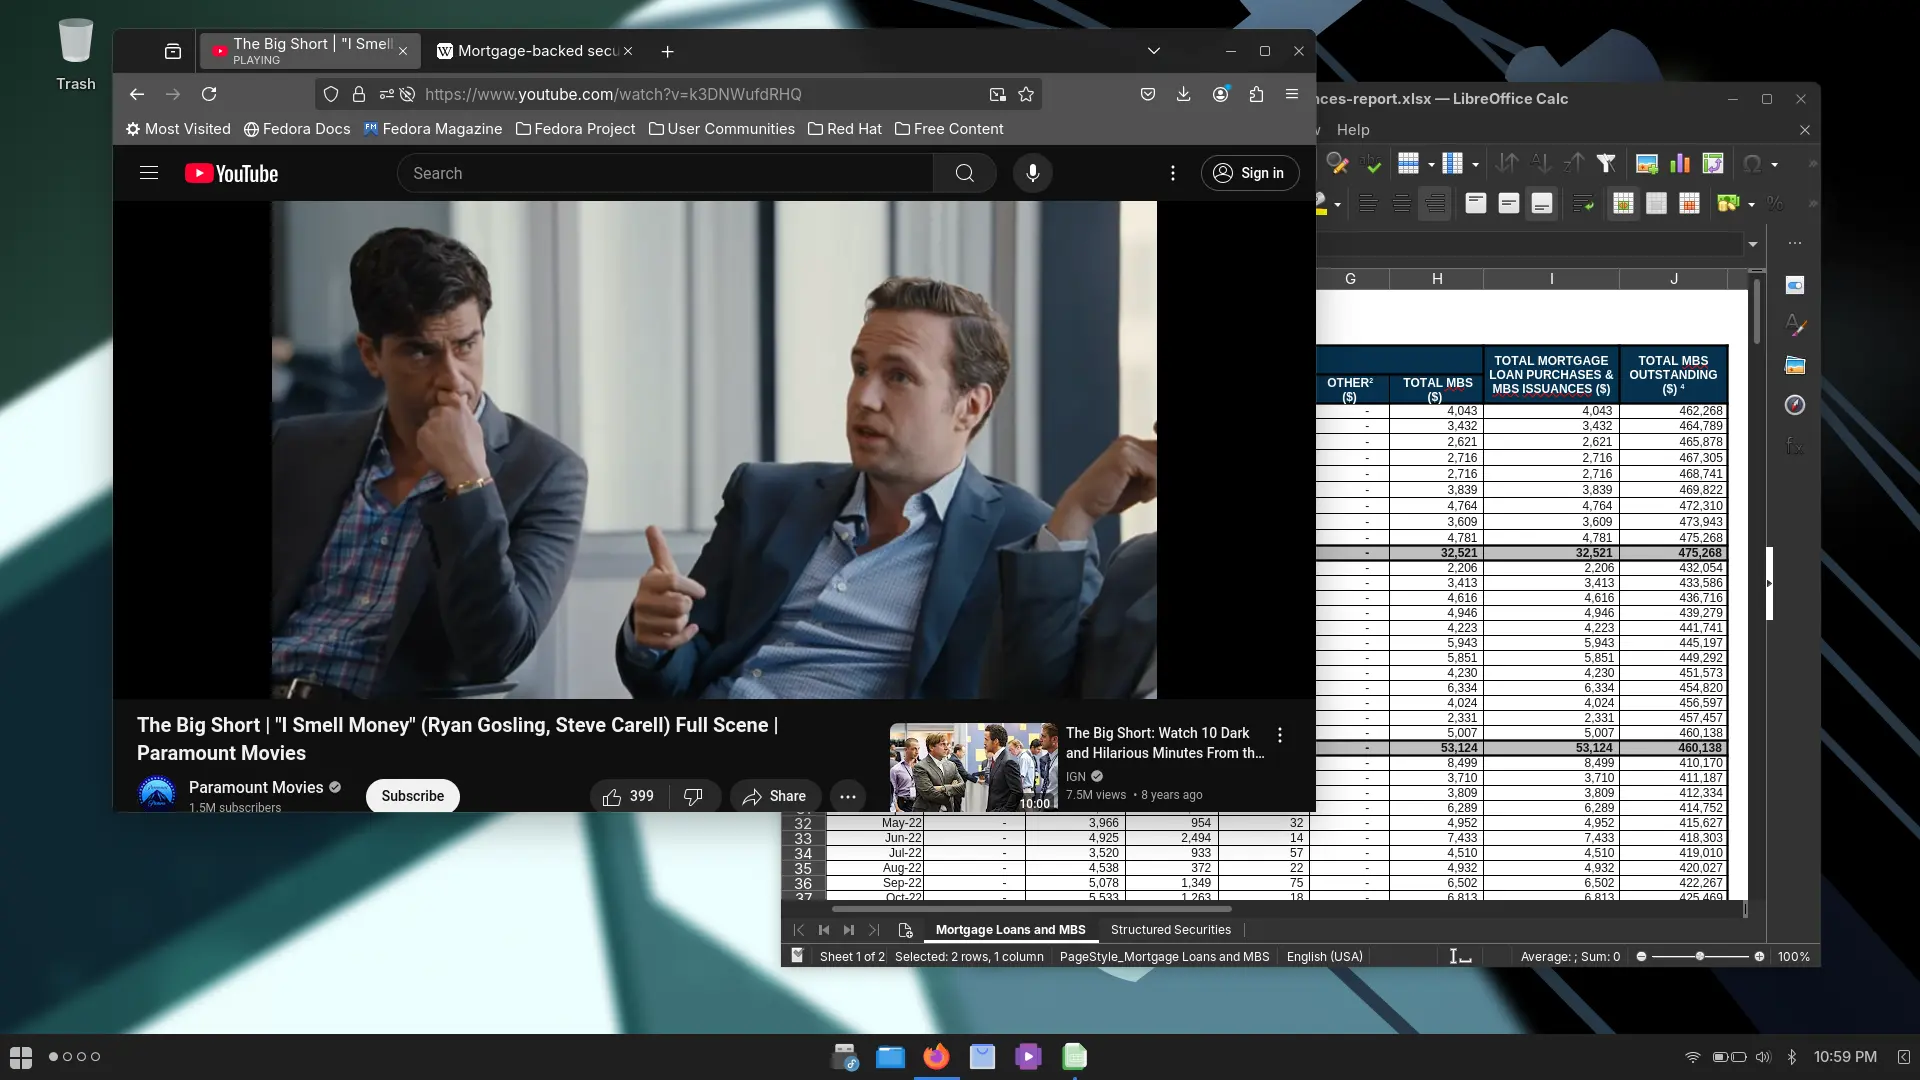 Trash
The Big Short | "I Smell
PLAYING
Mortgage-backed secu
https://www.youtube.com/watch?v=k3DNWufdRHQ
Most Visited
Fedora Docs
Fedora Magazine
Fedora Project
User Communities
Red Hat
Free Content
YouTube
Search
Sign in
The Big Short | "I Smell Money" (Ryan Gosling, Steve Carell) Full Scene |
Paramount Movies
Paramount Movies
1.5M subscribers
Subscribe
399
Share
10:00
The Big Short: Watch 10 Dark
and Hilarious Minutes From th...
IGN
7.5M views • 8 years ago
nces-report.xlsx — LibreOffice Calc
Help
G H I J
OTHER² ($)
TOTAL MBS ($)
TOTAL MORTGAGE LOAN PURCHASES & MBS ISSUANCES ($)
TOTAL MBS OUTSTANDING ($) ⁴
- 4,043 4,043 462,268
- 3,432 3,432 464,789
- 2,621 2,621 465,878
- 2,716 2,716 467,305
- 2,716 2,716 468,741
- 3,839 3,839 469,822
- 4,764 4,764 472,310
- 3,609 3,609 473,943
- 4,781 4,781 475,268
- 32,521 32,521 475,268
- 2,206 2,206 432,054
- 3,413 3,413 433,586
- 4,616 4,616 436,716
- 4,946 4,946 439,279
- 4,223 4,223 441,741
- 5,943 5,943 445,197
- 5,851 5,851 449,292
- 4,230 4,230 451,573
- 6,334 6,334 454,820
- 4,024 4,024 456,597
- 2,331 2,331 457,457
- 5,007 5,007 460,138
- 53,124 53,124 460,138
- 8,499 8,499 410,170
- 3,710 3,710 411,187
- 3,809 3,809 412,334
- 6,289 6,289 414,752
32 May-22 - 3,966 954 32 - 4,952 4,952 415,627
33 Jun-22 - 4,925 2,494 14 - 7,433 7,433 418,303
34 Jul-22 - 3,520 933 57 - 4,510 4,510 419,010
35 Aug-22 - 4,538 372 22 - 4,932 4,932 420,027
36 Sep-22 - 5,078 1,349 75 - 6,502 6,502 422,267
37 Oct-22 - 5,533 1,263 18 - 6,813 6,813 425,469
Mortgage Loans and MBS
Structured Securities
Sheet 1 of 2
Selected: 2 rows, 1 column
PageStyle_Mortgage Loans and MBS
English (USA)
Average: ; Sum: 0
100%
10:59 PM